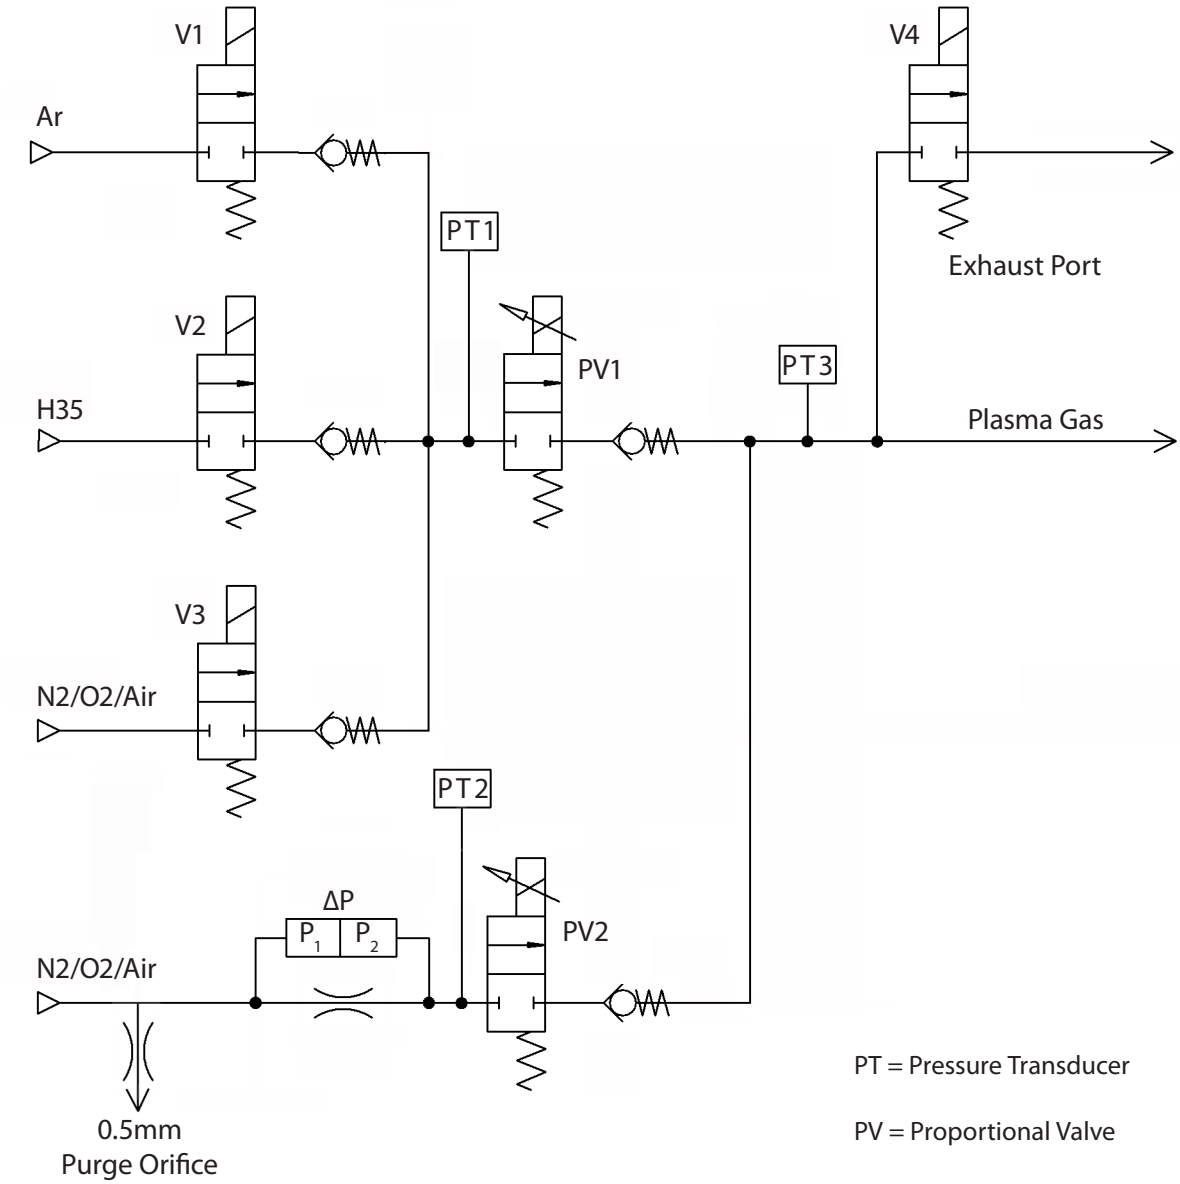 V1
V4
Ar
PT1
Exhaust Port
V2
PV1
PT3
H35
Plasma Gas
V3
N2/O2/Air
PT2
ΔP
P1
P2
PV2
N2/O2/Air
PT = Pressure Transducer
0.5mm
Purge Orifice
PV = Proportional Valve